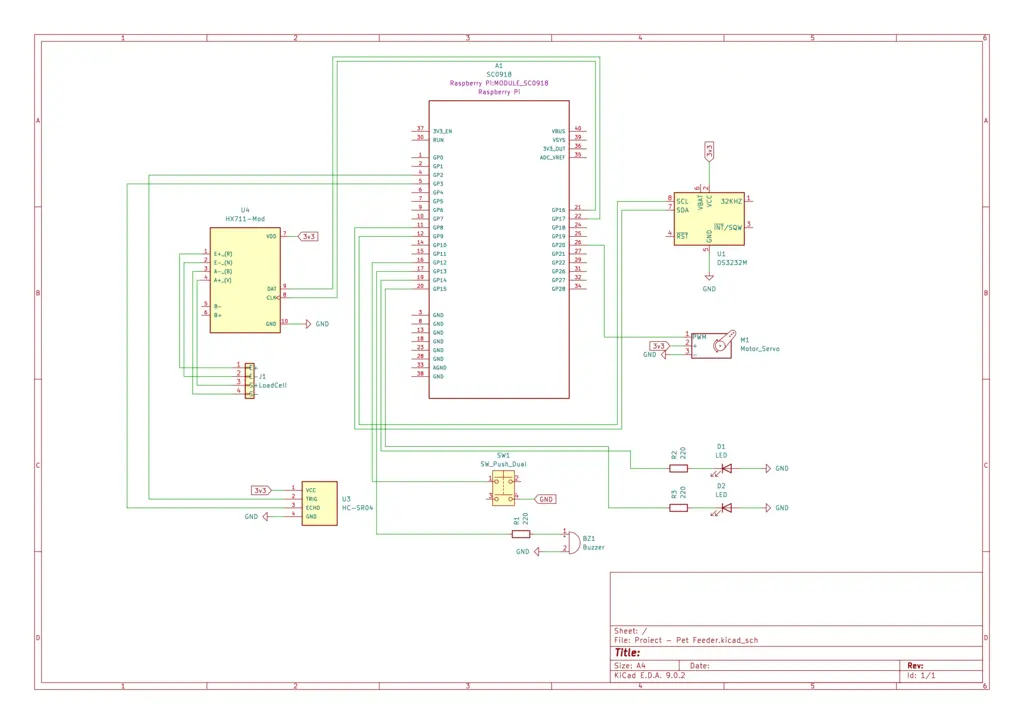 1 2 3 4 5 6
A A
B B
C C
D D
1 2 3 4 5 6
A1
SC0918
Raspberry Pi:MODULE_SC0918
Raspberry Pi
37 3V3_EN
30 RUN
1 GP0
2 GP1
4 GP2
5 GP3
6 GP4
7 GP5
9 GP6
10 GP7
11 GP8
12 GP9
14 GP10
15 GP11
16 GP12
17 GP13
19 GP14
20 GP15
3 GND
8 GND
13 GND
18 GND
23 GND
28 GND
33 AGND
38 GND
VBUS 40
VSYS 39
3V3_OUT 36
ADC_VREF 35
GP16 21
GP17 22
GP18 24
GP19 25
GP20 26
GP21 27
GP22 29
GP26 31
GP27 32
GP28 34
U4
HX711-Mod
1 E+_(R)
2 E-_(N)
3 A-_(B)
4 A+_(V)
5 B-
6 B+
VDD 7
3v3
DAT 9
CLK 8
GND 10
GND
1
2
3
4
J1
LoadCell
3v3
6 2
VBAT
VCC
8 SCL
7 SDA
4 RST
32KHZ 1
INT/SQW 3
GND
5
U1
DS3232M
GND
1 PWM
3v3 2 +
GND 3 -
M1
Motor_Servo
SW1
SW_Push_Dual
1 2
3 4
GND
3v3
1 VCC
2 TRIG
3 ECHO
GND 4 GND
U3
HC-SR04
R1
220
1
2
BZ1
Buzzer
GND
R2
220
D1
LED
GND
R3
220
D2
LED
GND
Sheet: /
File: Proiect - Pet Feeder.kicad_sch
Title:
Size: A4 Date: Rev:
KiCad E.D.A. 9.0.2 Id: 1/1